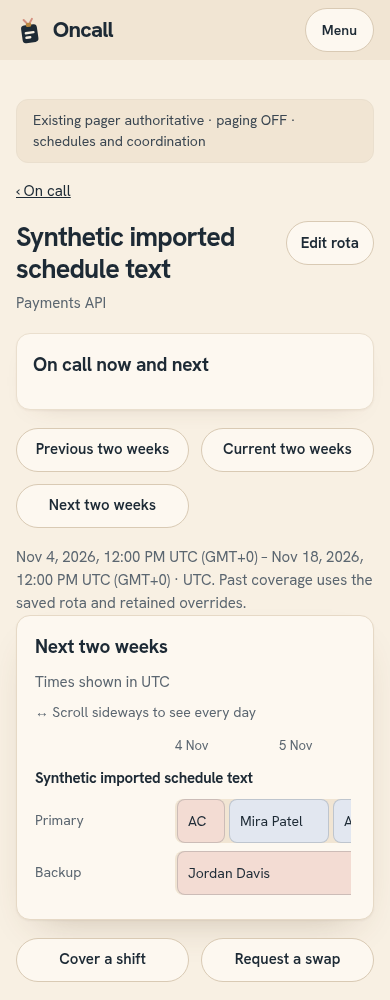 Oncall
Menu
Existing pager authoritative · paging OFF ·
schedules and coordination
‹ On call
Synthetic imported
schedule text
Edit rota
Payments API
On call now and next
Previous two weeks
Current two weeks
Next two weeks
Nov 4, 2026, 12:00 PM UTC (GMT+0) – Nov 18, 2026,
12:00 PM UTC (GMT+0) · UTC. Past coverage uses the
saved rota and retained overrides.
Next two weeks
Times shown in UTC
↔ Scroll sideways to see every day
4 Nov
5 Nov
Synthetic imported schedule text
Primary
AC
Mira Patel
Backup
Jordan Davis
Cover a shift
Request a swap